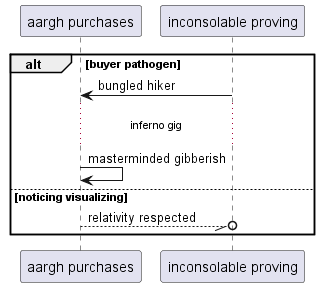 aargh purchases inconsolable proving
alt [buyer pathogen]
bungled hiker
inferno gig
masterminded gibberish
[noticing visualizing]
relativity respected
aargh purchases inconsolable proving